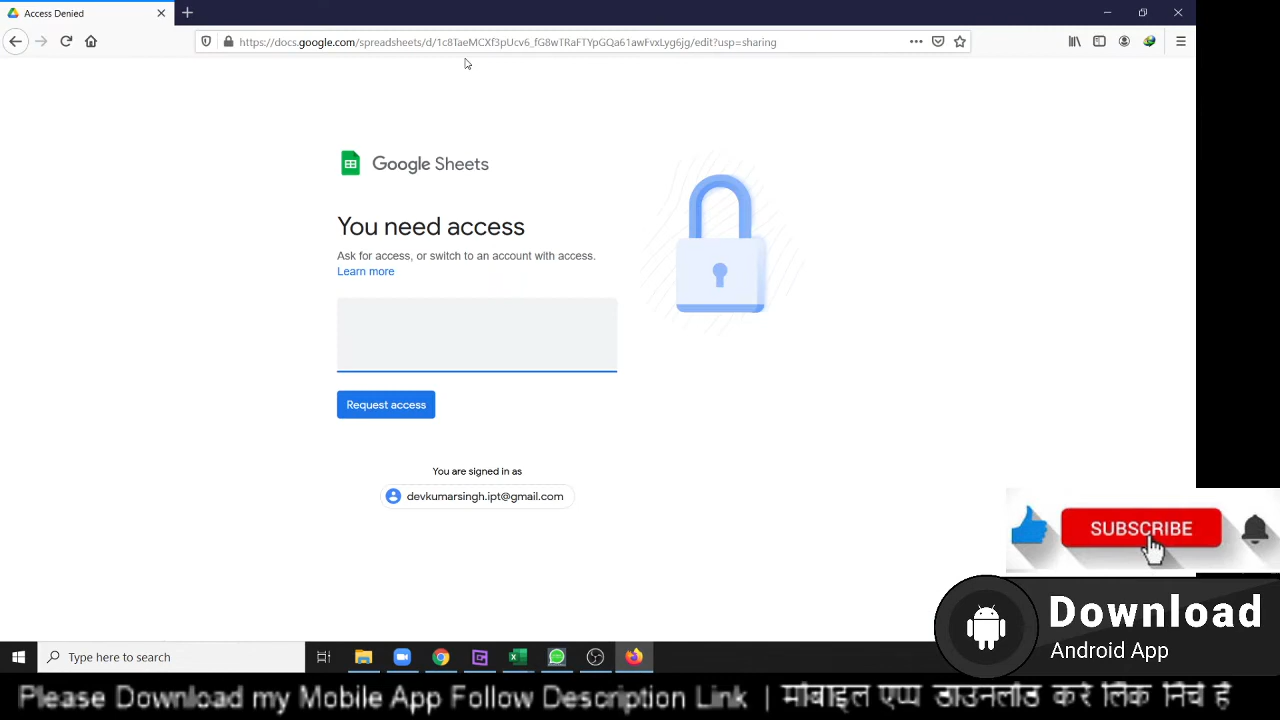 Access Denied
https://docs.google.com/spreadsheets/d/1c8TaeMCXf3pUcv6_fG8wTRaFTYpGQa61awFvxLyg6jg/edit?usp=sharing
Google Sheets
You need access
Ask for access, or switch to an account with access.
Learn more
Request access
You are signed in as
devkumarsingh.ipt@gmail.com
SUBSCRIBE
Download
Android App
Type here to search
Please Download my Mobile App Follow Description Link | मोबाइल एप्प डाउनलोड करे लिंक निचे है